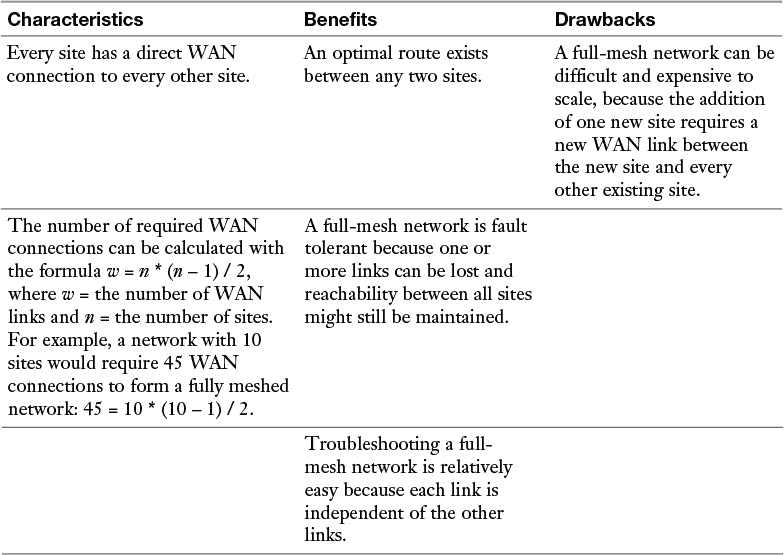 Characteristics Benefits Drawbacks
Every site has a direct WAN
connection to every other site.
An optimal route exists
between any two sites.
A full-mesh network can be
difficult and expensive to
scale, because the addition
of one new site requires a
new WAN link between
the new site and every
other existing site.
The number of required WAN
connections can be calculated with
the formula w = n * (n – 1) / 2,
where w = the number of WAN
links and n = the number of sites.
For example, a network with 10
sites would require 45 WAN
connections to form a fully meshed
network: 45 = 10 * (10 – 1) / 2.
A full-mesh network is fault
tolerant because one or
more links can be lost and
reachability between all sites
might still be maintained.
Troubleshooting a full-
mesh network is relatively
easy because each link is
independent of the other
links.